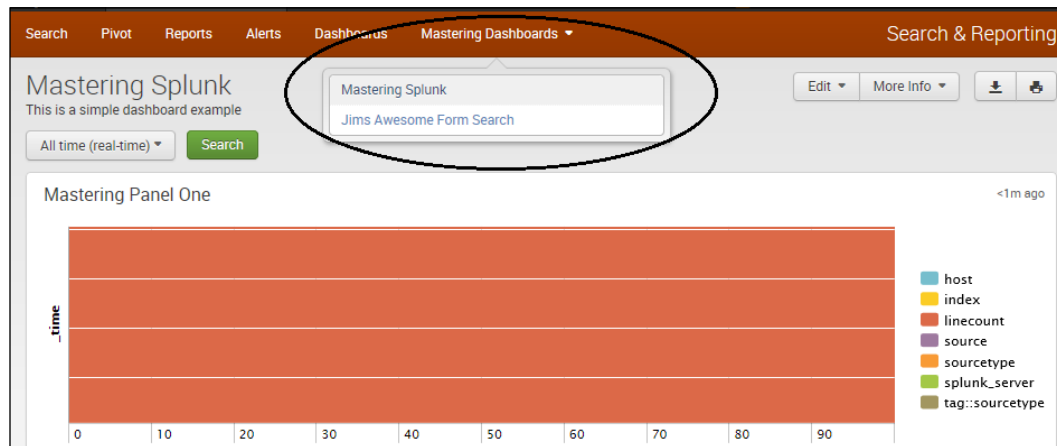 Search Pivot Reports Alerts Dashboards Mastering Dashboards Search & Reporting
Mastering Splunk
This is a simple dashboard example
Mastering Splunk
Jims Awesome Form Search
Edit More Info
All time (real-time) Search
Mastering Panel One <1m ago
_time
host
index
linecount
source
sourcetype
splunk_server
tag::sourcetype
0 10 20 30 40 50 60 70 80 90